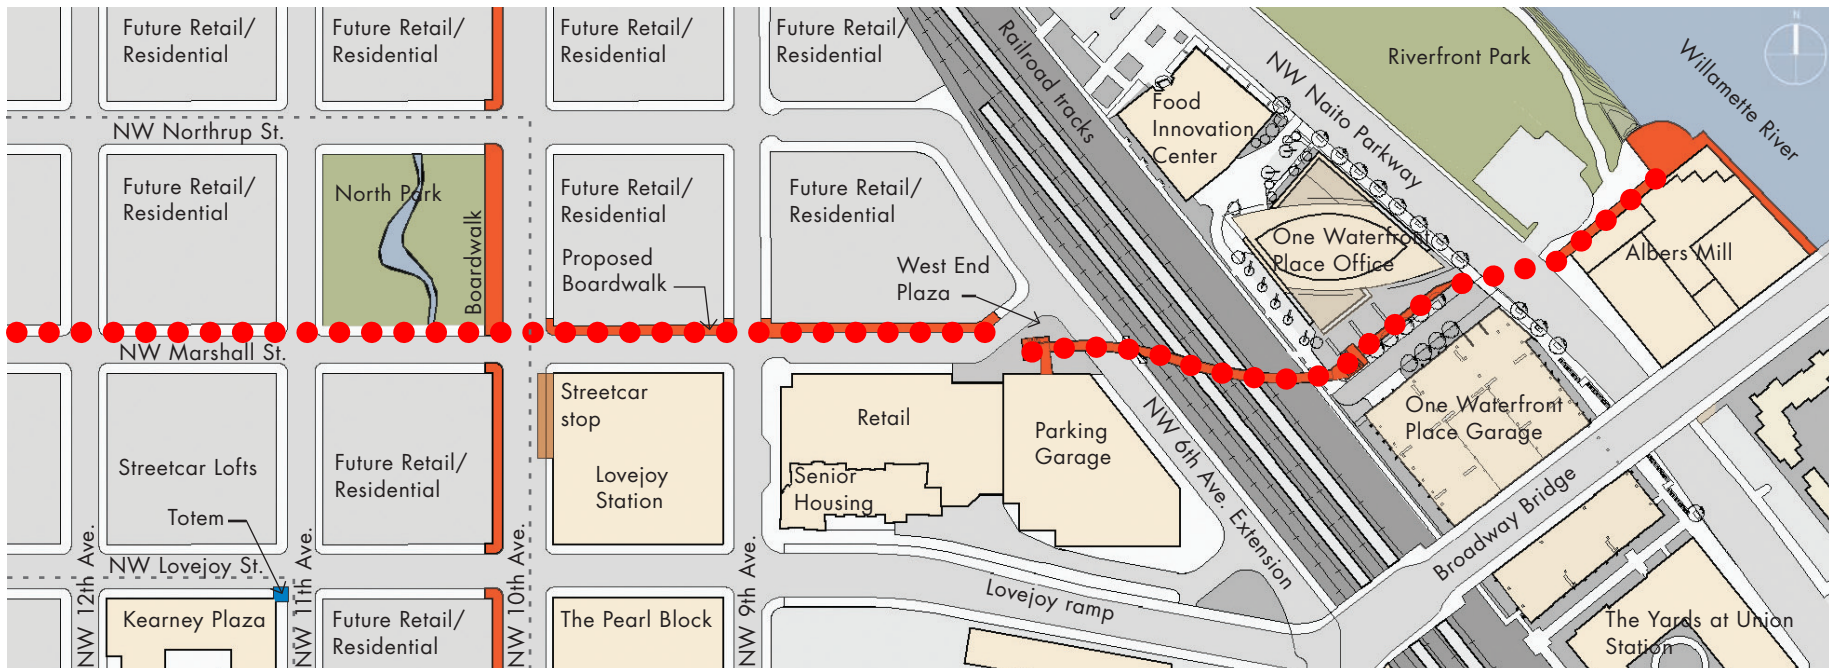 Future Retail/
Residential
Future Retail/
Residential
Future Retail/
Residential
Future Retail/
Residential
Railroad tracks
NW Naito Parkway
Riverfront Park
Willamette River
N
Food
Innovation
Center
NW Northrup St.
Future Retail/
Residential
North Park
Boardwalk
Future Retail/
Residential
Proposed
Boardwalk
Future Retail/
Residential
West End
Plaza
One Waterfront
Place Office
Albers Mill
NW Marshall St.
Streetcar
stop
Lovejoy
Station
Retail
Senior
Housing
Parking
Garage
NW 6th Ave. Extension
One Waterfront
Place Garage
Broadway Bridge
Streetcar Lofts
Future Retail/
Residential
Totem
NW Lovejoy St.
NW 12th Ave.
NW 11th Ave.
NW 10th Ave.
NW 9th Ave.
Lovejoy ramp
Kearney Plaza
Future Retail/
Residential
The Pearl Block
The Yards at Union
Station